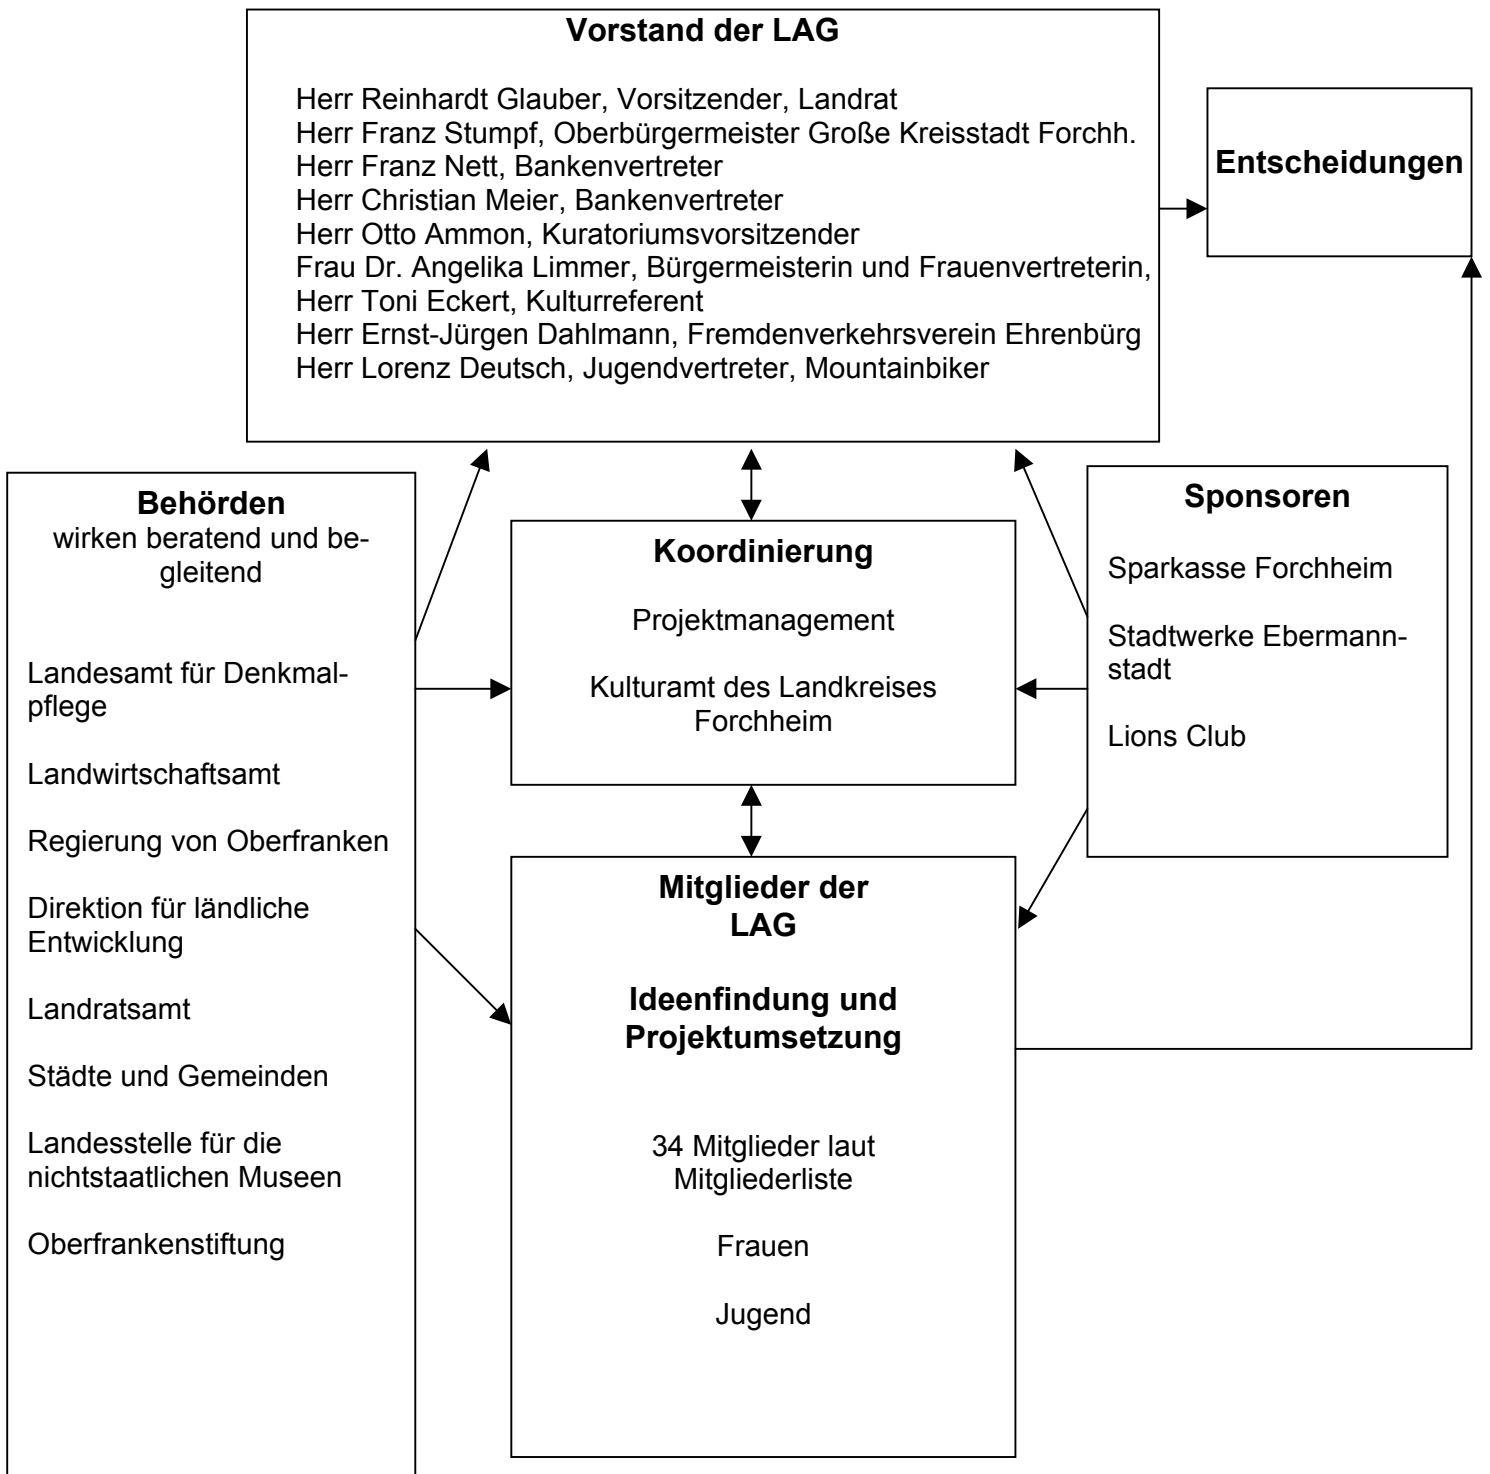 Vorstand der LAG
Herr Reinhardt Glauber, Vorsitzender, Landrat
Herr Franz Stumpf, Oberbürgermeister Große Kreisstadt Forchh.
Herr Franz Nett, Bankenvertreter
Herr Christian Meier, Bankenvertreter
Herr Otto Ammon, Kuratoriumsvorsitzender
Frau Dr. Angelika Limmer, Bürgermeisterin und Frauenvertreterin,
Herr Toni Eckert, Kulturreferent
Herr Ernst-Jürgen Dahlmann, Fremdenverkehrsverein Ehrenbürg
Herr Lorenz Deutsch, Jugendvertreter, Mountainbiker
Entscheidungen
Behörden
wirken beratend und be-
gleitend
Landesamt für Denkmal-
pflege
Landwirtschaftsamt
Regierung von Oberfranken
Direktion für ländliche
Entwicklung
Landratsamt
Städte und Gemeinden
Landesstelle für die
nichtstaatlichen Museen
Oberfrankenstiftung
Koordinierung
Projektmanagement
Kulturamt des Landkreises
Forchheim
Sponsoren
Sparkasse Forchheim
Stadtwerke Ebermann-
stadt
Lions Club
Mitglieder der
LAG
Ideenfindung und
Projektumsetzung
34 Mitglieder laut
Mitgliederliste
Frauen
Jugend